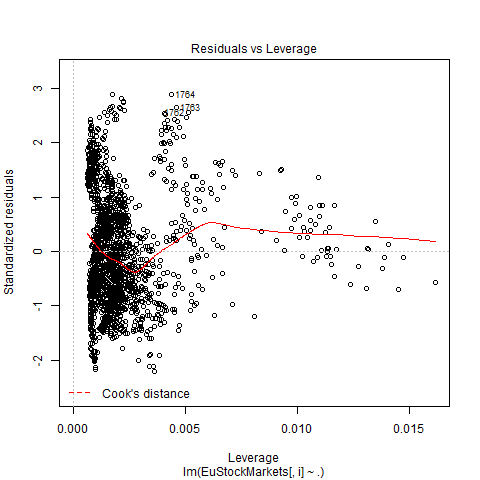 Residuals vs Leverage
Standardized residuals
3
2
1
0
-1
-2
1764
1763
1762
Cook's distance
0.000
0.005
0.010
0.015
Leverage
lm(EuStockMarkets[, i] ~ .)